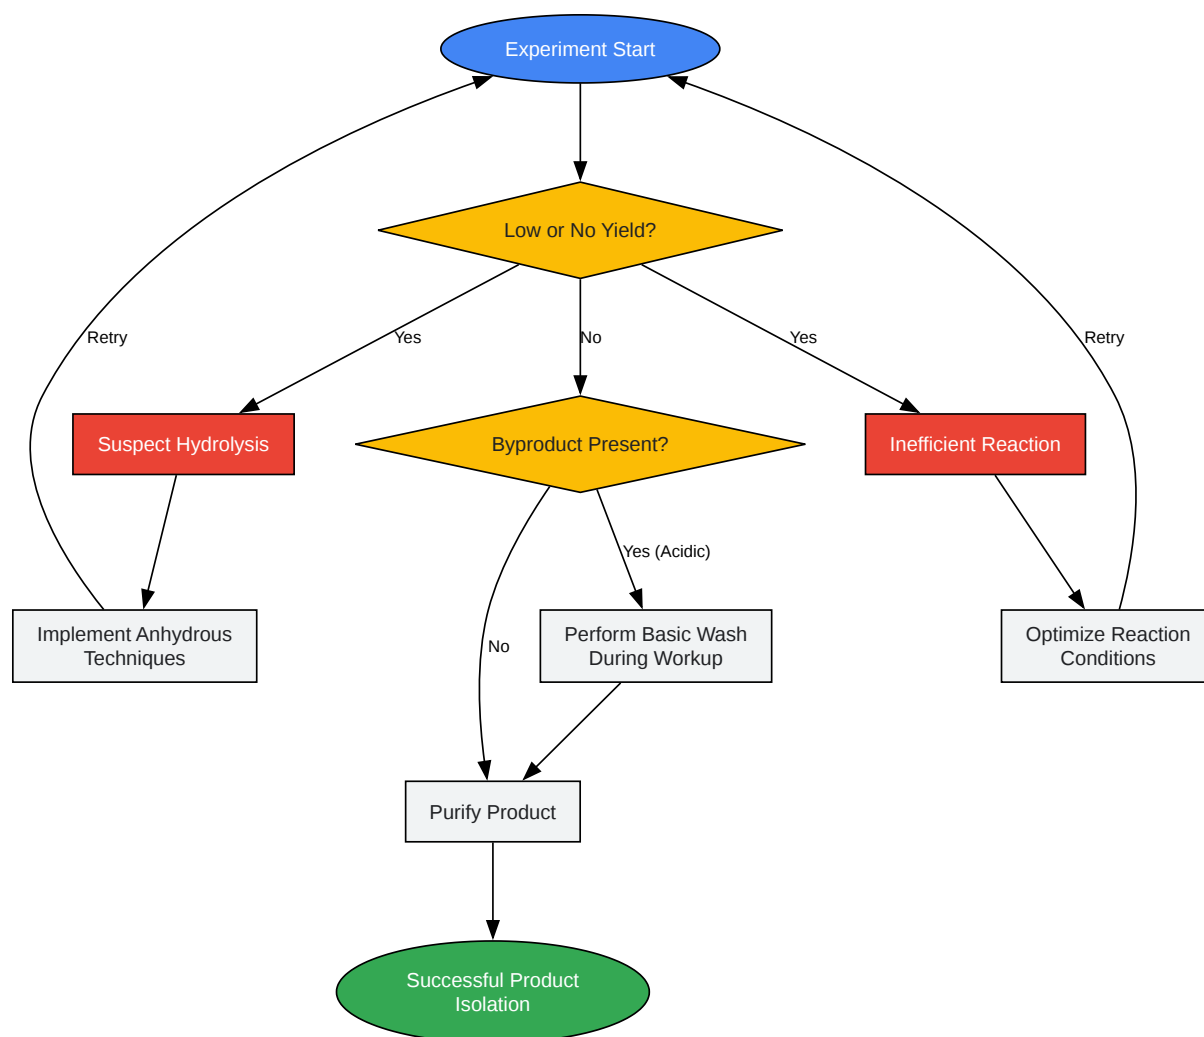 Experiment Start
Low or No Yield?
Retry
Yes
No
Yes
Retry
Suspect Hydrolysis
Byproduct Present?
Inefficient Reaction
Yes (Acidic)
Implement Anhydrous
Techniques
No
Perform Basic Wash
During Workup
Optimize Reaction
Conditions
Purify Product
Successful Product
Isolation